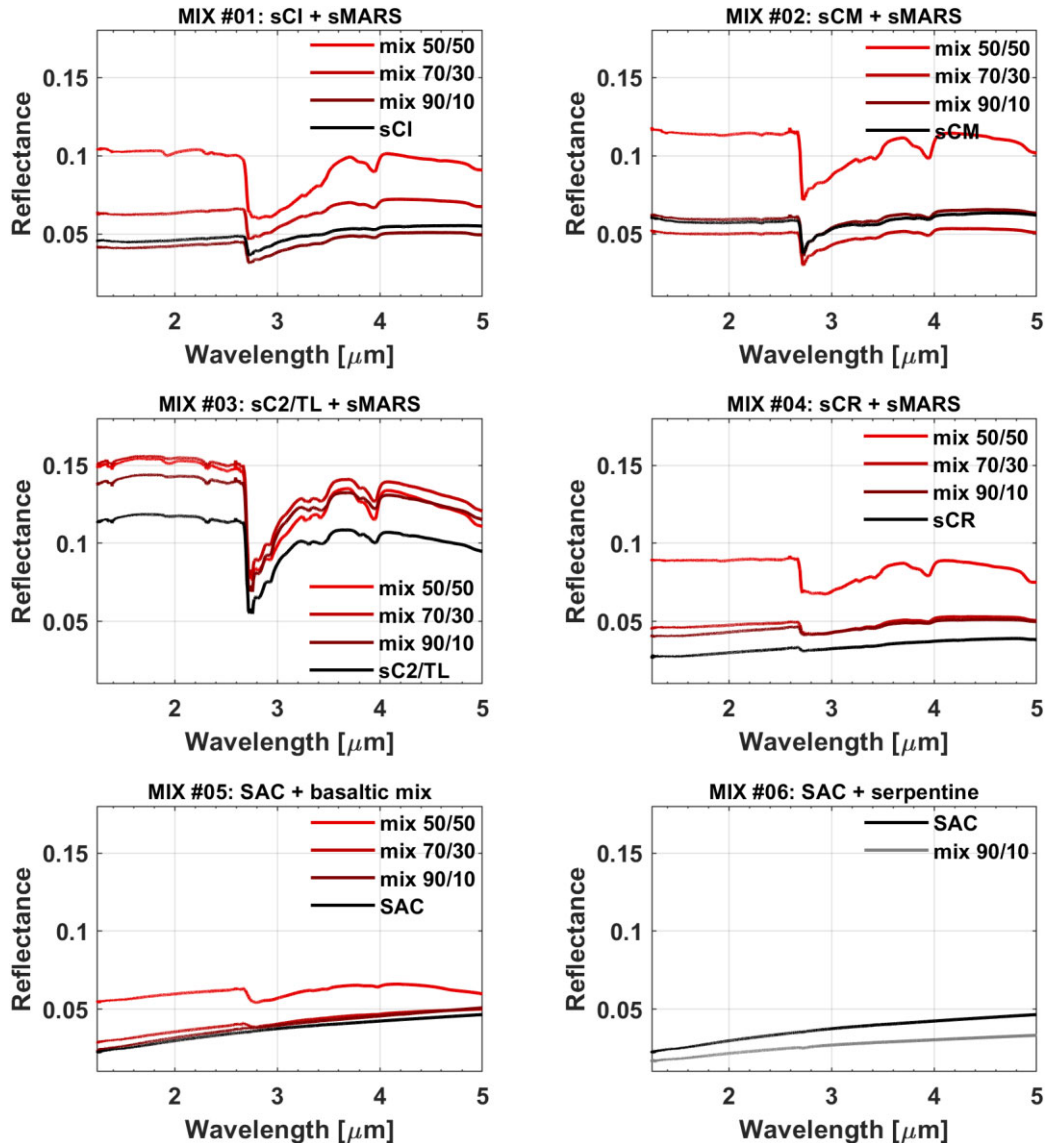 MIX #01: sCI + sMARS
0.15
0.1
0.05
Reflectance
mix 50/50
mix 70/30
mix 90/10
sCI
2
3
4
5
Wavelength [μm]
MIX #02: sCM + sMARS
0.15
0.1
0.05
Reflectance
mix 50/50
mix 70/30
mix 90/10
sCM
2
3
4
5
Wavelength [μm]
MIX #03: sC2/TL + sMARS
0.15
0.1
0.05
Reflectance
mix 50/50
mix 70/30
mix 90/10
sC2/TL
2
3
4
5
Wavelength [μm]
MIX #04: sCR + sMARS
0.15
0.1
0.05
Reflectance
mix 50/50
mix 70/30
mix 90/10
sCR
2
3
4
5
Wavelength [μm]
MIX #05: SAC + basaltic mix
0.15
0.1
0.05
Reflectance
mix 50/50
mix 70/30
mix 90/10
SAC
2
3
4
5
Wavelength [μm]
MIX #06: SAC + serpentine
0.15
0.1
0.05
Reflectance
SAC
mix 90/10
2
3
4
5
Wavelength [μm]